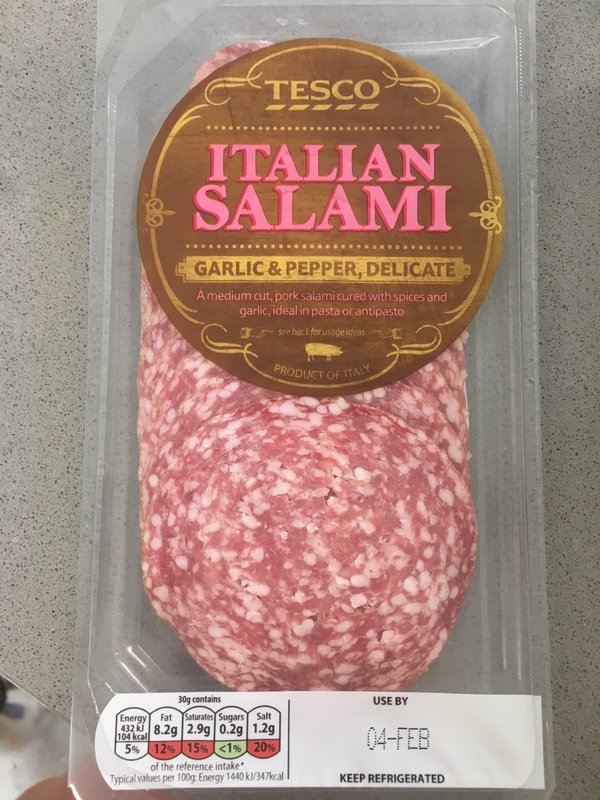 TESCO
ITALIAN
SALAMI
GARLIC & PEPPER, DELICATE
A medium cut, pork salami cured with spices and
garlic, ideal in pasta or antipasto
see back for usage ideas
PRODUCT OF ITALY
30g contains
Energy Fat Saturates Sugars Salt
432 kJ 8.2g 2.9g 0.2g 1.2g
104 kcal
5% 12% 15% <1% 20%
of the reference intake*
Typical values per 100g: Energy 1440 kJ/347kcal
USE BY
04-FEB
KEEP REFRIGERATED